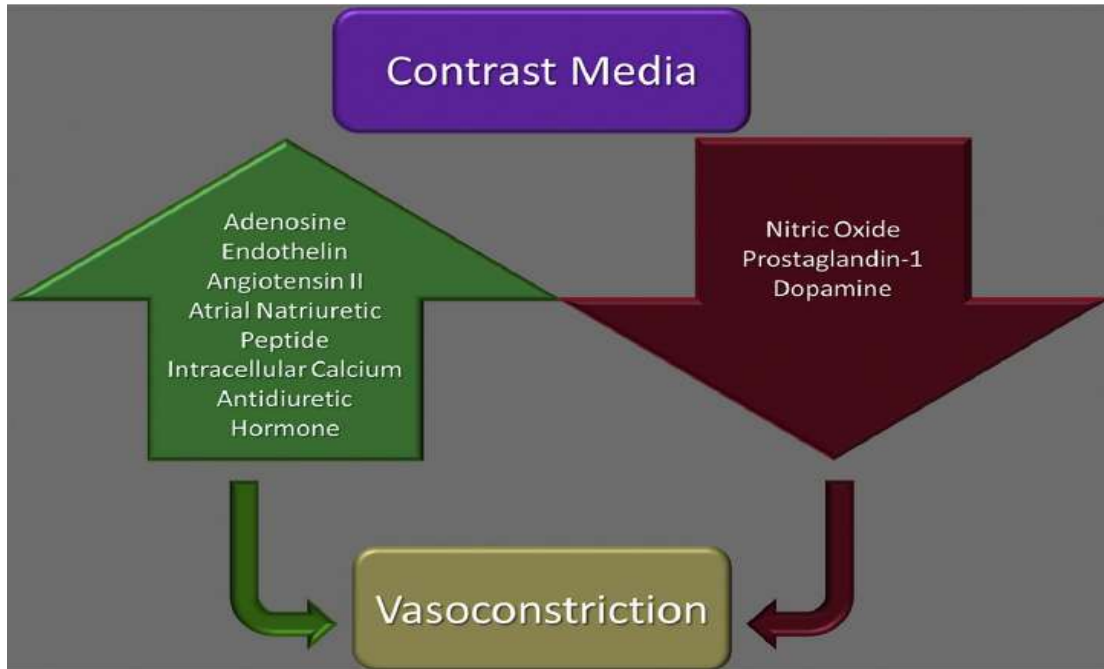 Contrast Media
Adenosine
Endothelin
Angiotensin II
Atrial Natriuretic
Peptide
Intracellular Calcium
Antidiuretic
Hormone
Nitric Oxide
Prostaglandin-1
Dopamine
Vasoconstriction